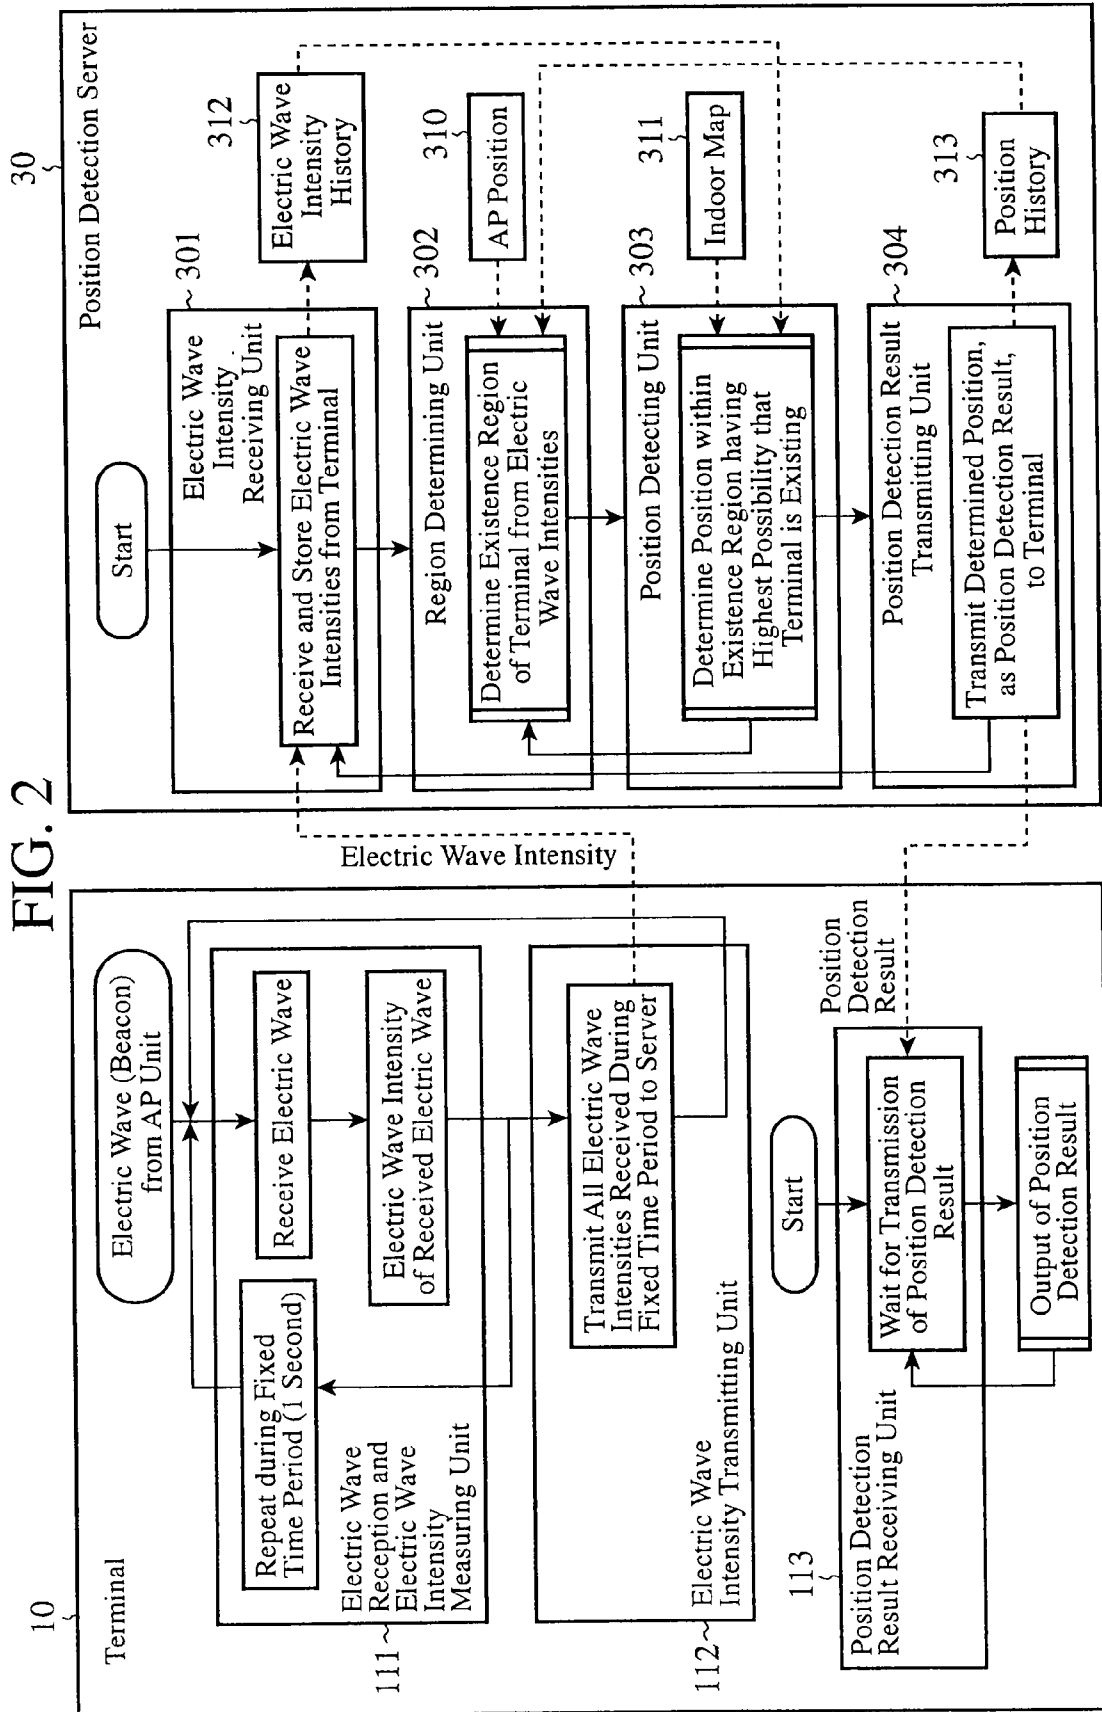 FIG. 2
10
Terminal
Electric Wave (Beacon)
from AP Unit
Receive Electric Wave
Electric Wave Intensity
of Received Electric Wave
Repeat during Fixed
Time Period (1 Second)
Electric Wave
Reception and
Electric Wave
Intensity
Measuring Unit
111
Transmit All Electric Wave
Intensities Received During
Fixed Time Period to Server
Electric Wave
Intensity Transmitting Unit
112
Start
Wait for Transmission
of Position Detection
Result
Position Detection
Result Receiving Unit
113
Output of Position
Detection Result
Electric Wave Intensity
Position
Detection
Result
30
Position Detection Server
Start
301
Electric Wave
Intensity
Receiving Unit
Receive and Store Electric Wave
Intensities from Terminal
312
Electric Wave
Intensity
History
302
Region Determining Unit
Determine Existence Region
of Terminal from Electric
Wave Intensities
310
AP Position
303
Position Detecting Unit
Determine Position within
Existence Region having
Highest Possibility that
Terminal is Existing
311
Indoor Map
304
Position Detection Result
Transmitting Unit
Transmit Determined Position,
as Position Detection Result,
to Terminal
313
Position
History